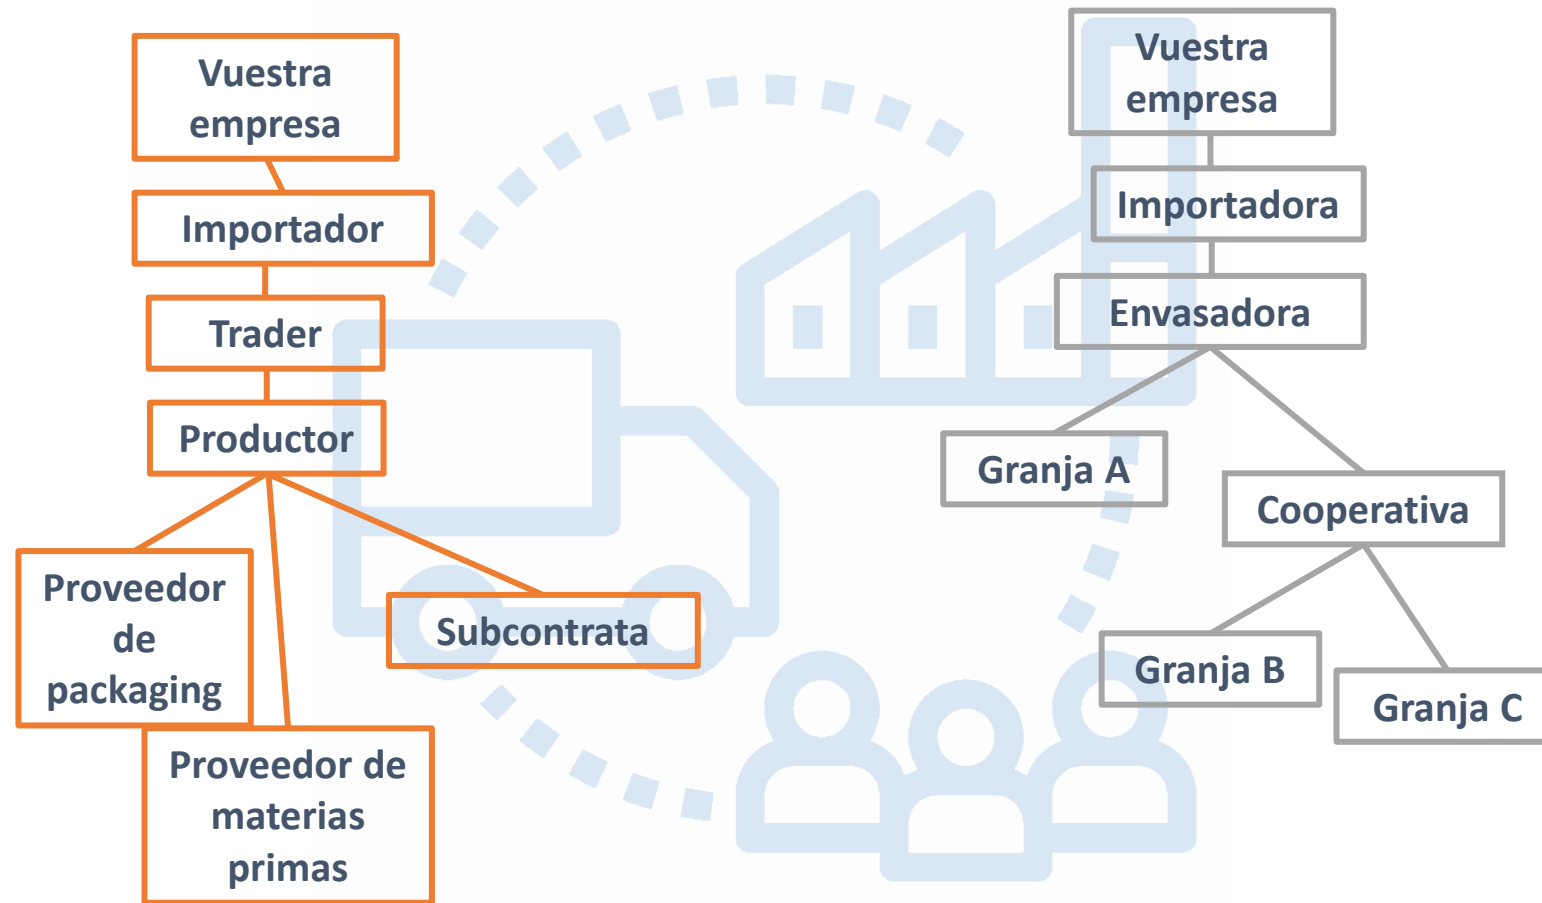 Vuestra
empresa
Importador
Trader
Productor
Proveedor
de
packaging
Proveedor de
materias
primas
Subcontrata
Vuestra
empresa
Importadora
Envasadora
Granja A
Cooperativa
Granja B
Granja C